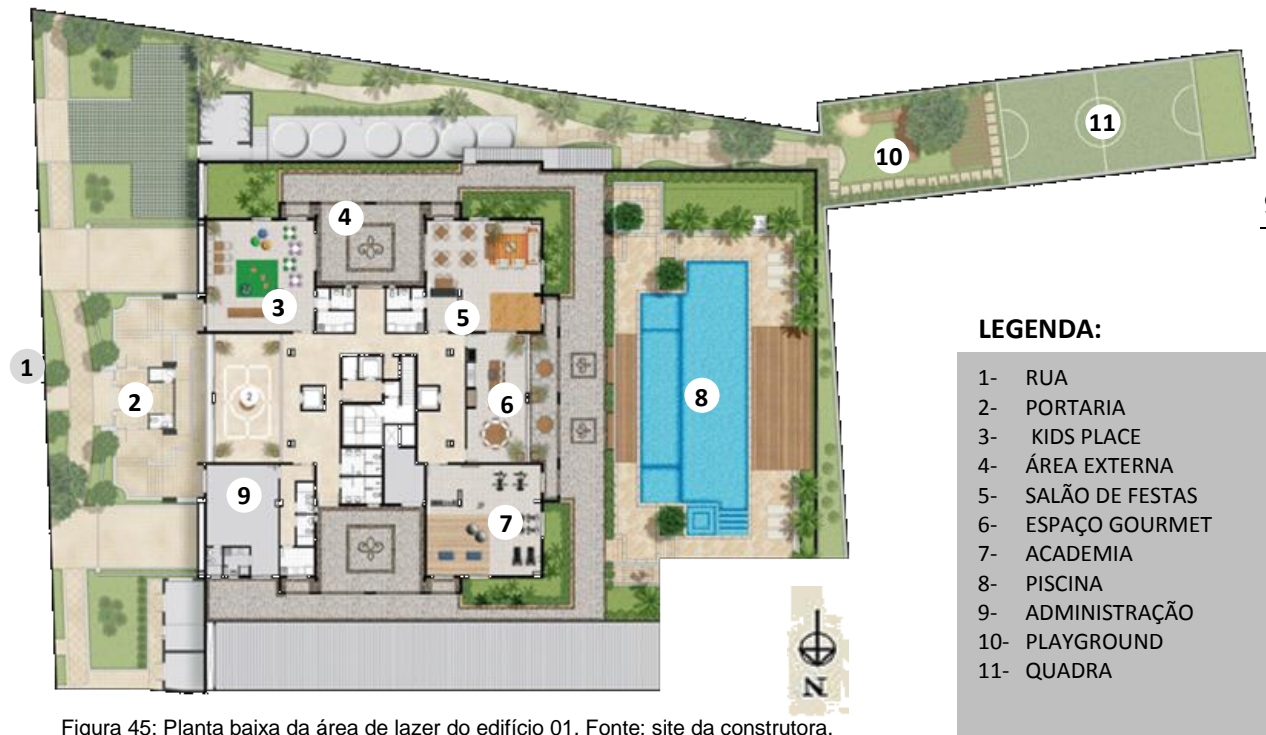 4
3
5
1
2
6
9
7
8
10
11
LEGENDA:
1- RUA
2- PORTARIA
3- KIDS PLACE
4- ÁREA EXTERNA
5- SALÃO DE FESTAS
6- ESPAÇO GOURMET
7- ACADEMIA
8- PISCINA
9- ADMINISTRAÇÃO
10- PLAYGROUND
11- QUADRA
N
Figura 45: Planta baixa da área de lazer do edifício 01. Fonte: site da construtora.